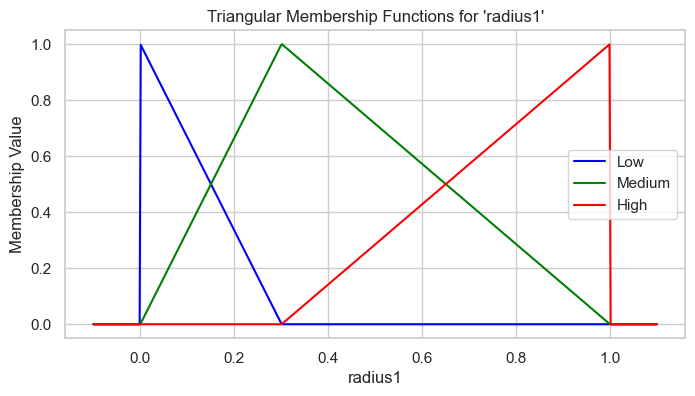 Triangular Membership Functions for 'radius1'
Membership Value
1.0
0.8
0.6
0.4
0.2
0.0
Low
Medium
High
0.0 0.2 0.4 0.6 0.8 1.0
radius1